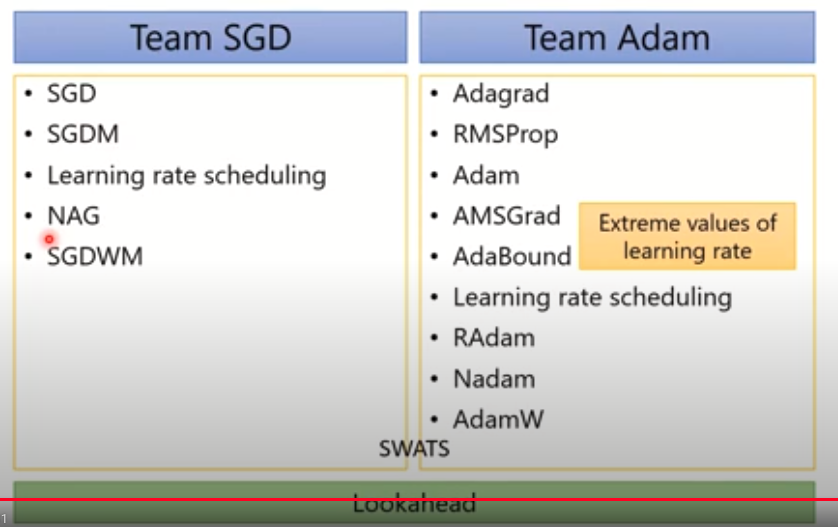 Team SGD
• SGD
• SGDM
• Learning rate scheduling
• NAG
• SGDWM
Team Adam
• Adagrad
• RMSProp
• Adam
• AMSGrad
• AdaBound
Extreme values of
learning rate
• Learning rate scheduling
• RAdam
• Nadam
• AdamW
SWATS
Lookahead
1